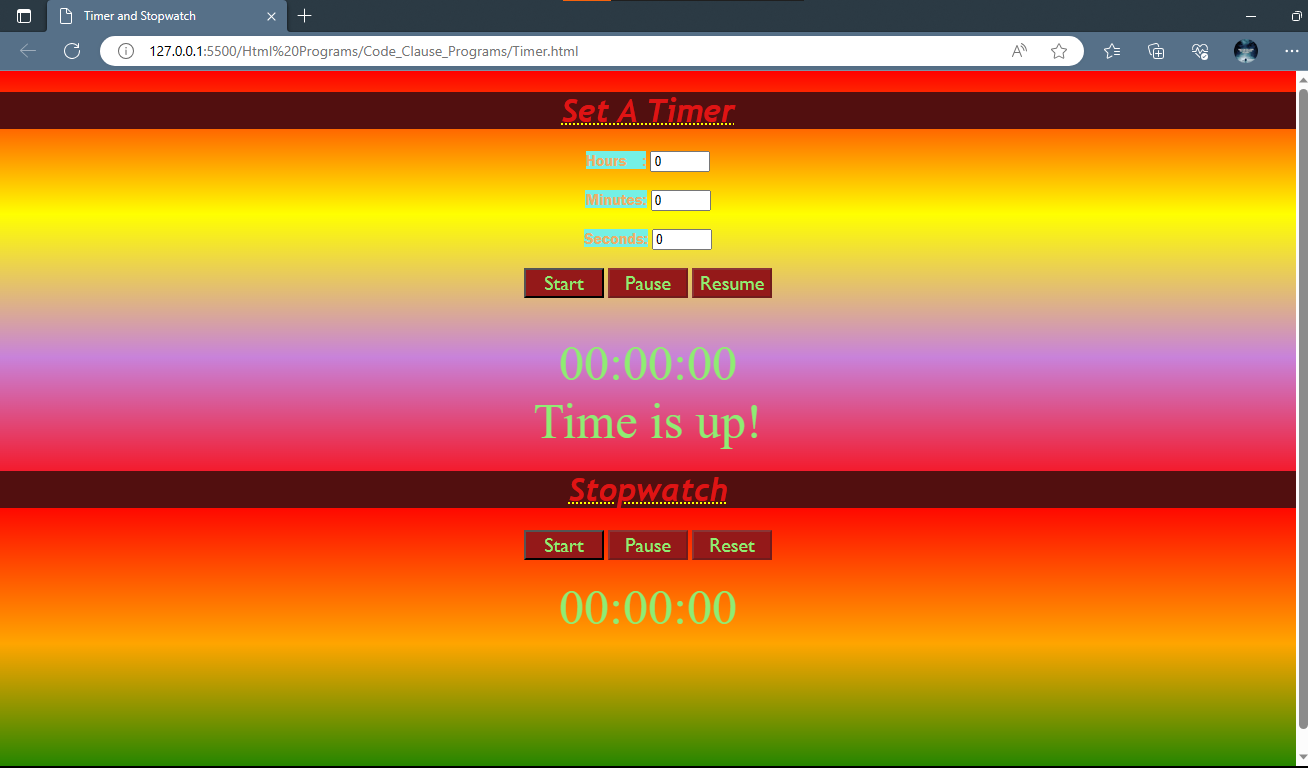 Timer and Stopwatch
127.0.0.1:5500/Html%20Programs/Code_Clause_Programs/Timer.html
Set A Timer
Hours : 0
Minutes: 0
Seconds: 0
Start Pause Resume
00:00:00
Time is up!
Stopwatch
Start Pause Reset
00:00:00